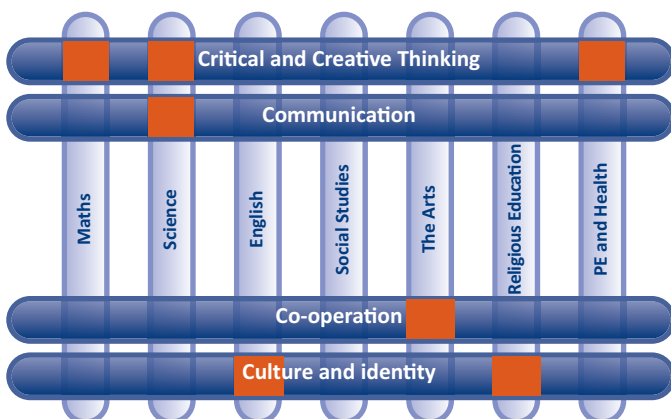 Critical and Creative Thinking
Communication
Maths
Science
English
Social Studies
The Arts
Religious Education
PE and Health
Co-operation
Culture and identity